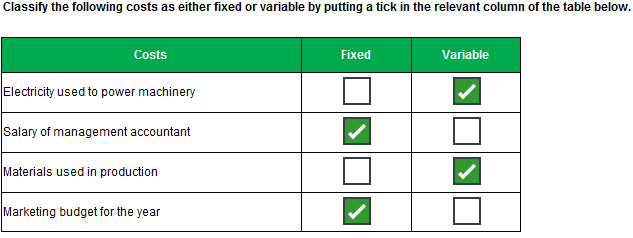 Classify the following costs as either fixed or variable by putting a tick in the relevant column of the table below.
Costs Fixed Variable
Electricity used to power machinery
Salary of management accountant
Materials used in production
Marketing budget for the year